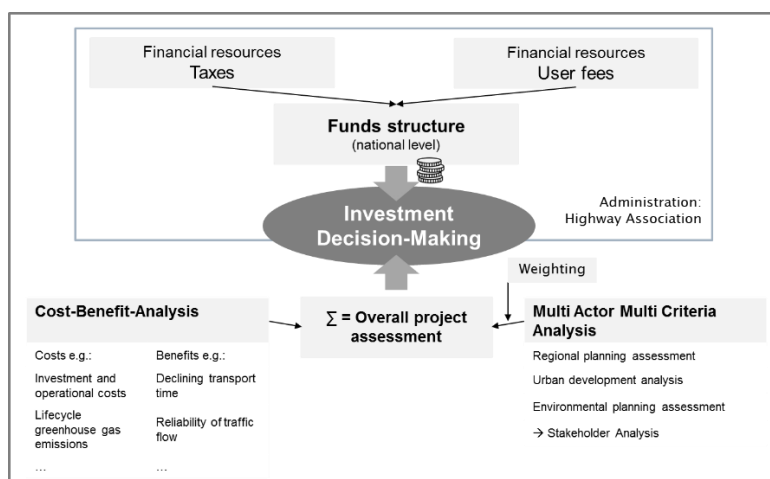 Financial resources
Taxes
Financial resources
User fees
Funds structure
(national level)
Administration:
Highway Association
Investment
Decision-Making
Weighting
Cost-Benefit-Analysis
Costs e.g.:
Benefits e.g.:
Investment and
operational costs
Declining transport
time
Lifecycle
greenhouse gas
emissions
Reliability of traffic
flow
...
...
∑ = Overall project
assessment
Multi Actor Multi Criteria
Analysis
Regional planning assessment
Urban development analysis
Environmental planning assessment
→ Stakeholder Analysis